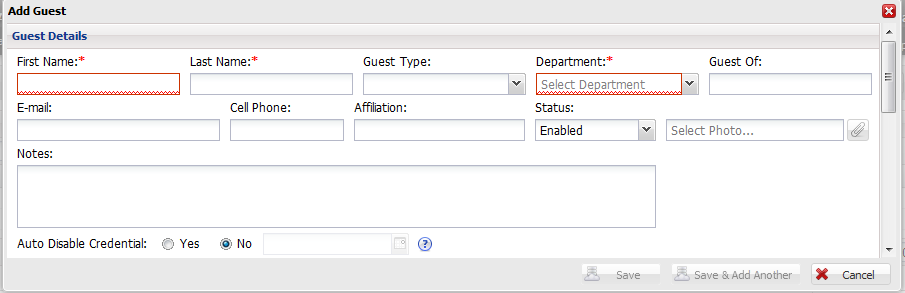 Add Guest
Guest Details
First Name:* Last Name:* Guest Type: Department:* Guest Of:
Select Department
E-mail: Cell Phone: Affiliation: Status:
Enabled Select Photo...
Notes:
Auto Disable Credential: Yes No ?
Save Save & Add Another Cancel